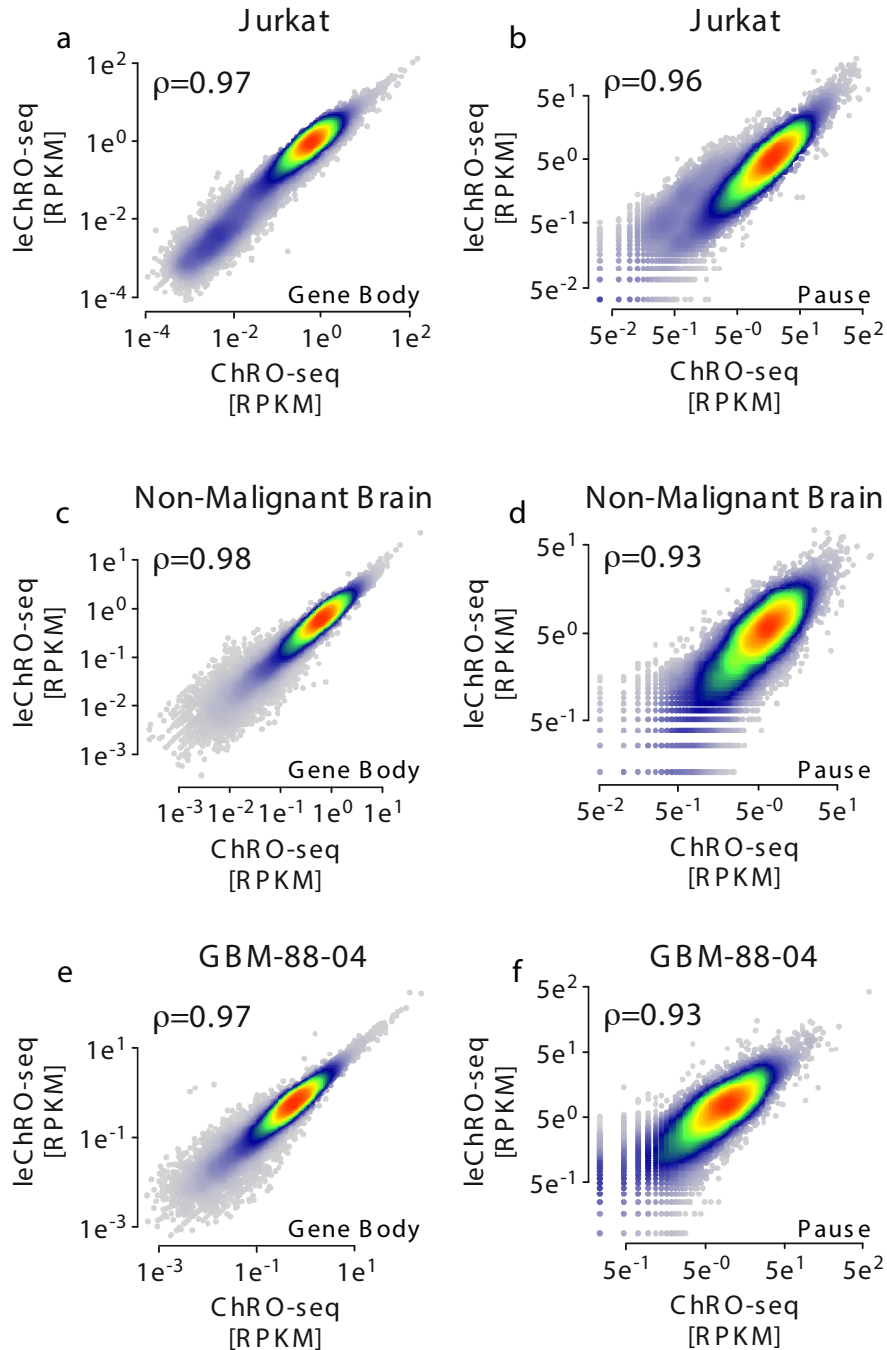 a
Jurkat
ρ=0.97
1e²
1e⁰
1e⁻²
1e⁻⁴
leChRO-seq
[RPKM]
Gene Body
1e⁻⁴
1e⁻²
1e⁰
1e²
ChRO-seq
[RPKM]
b
Jurkat
ρ=0.96
5e¹
5e⁰
5e⁻¹
5e⁻²
leChRO-seq
[RPKM]
Pause
5e⁻²
5e⁻¹
5e⁻⁰
5e¹
5e²
ChRO-seq
[RPKM]
c
Non-Malignant Brain
ρ=0.98
1e¹
1e⁰
1e⁻¹
1e⁻²
1e⁻³
leChRO-seq
[RPKM]
Gene Body
1e⁻³
1e⁻²
1e⁻¹
1e⁰
1e¹
ChRO-seq
[RPKM]
d
Non-Malignant Brain
ρ=0.93
5e¹
5e⁰
5e⁻¹
leChRO-seq
[RPKM]
Pause
5e⁻²
5e⁻¹
5e⁻⁰
5e¹
ChRO-seq
[RPKM]
e
GBM-88-04
ρ=0.97
1e¹
1e⁻¹
1e⁻³
leChRO-seq
[RPKM]
Gene Body
1e⁻³
1e⁻¹
1e¹
ChRO-seq
[RPKM]
f
GBM-88-04
ρ=0.93
5e²
5e¹
5e⁰
5e⁻¹
leChRO-seq
[RPKM]
Pause
5e⁻¹
5e⁻⁰
5e¹
5e²
ChRO-seq
[RPKM]